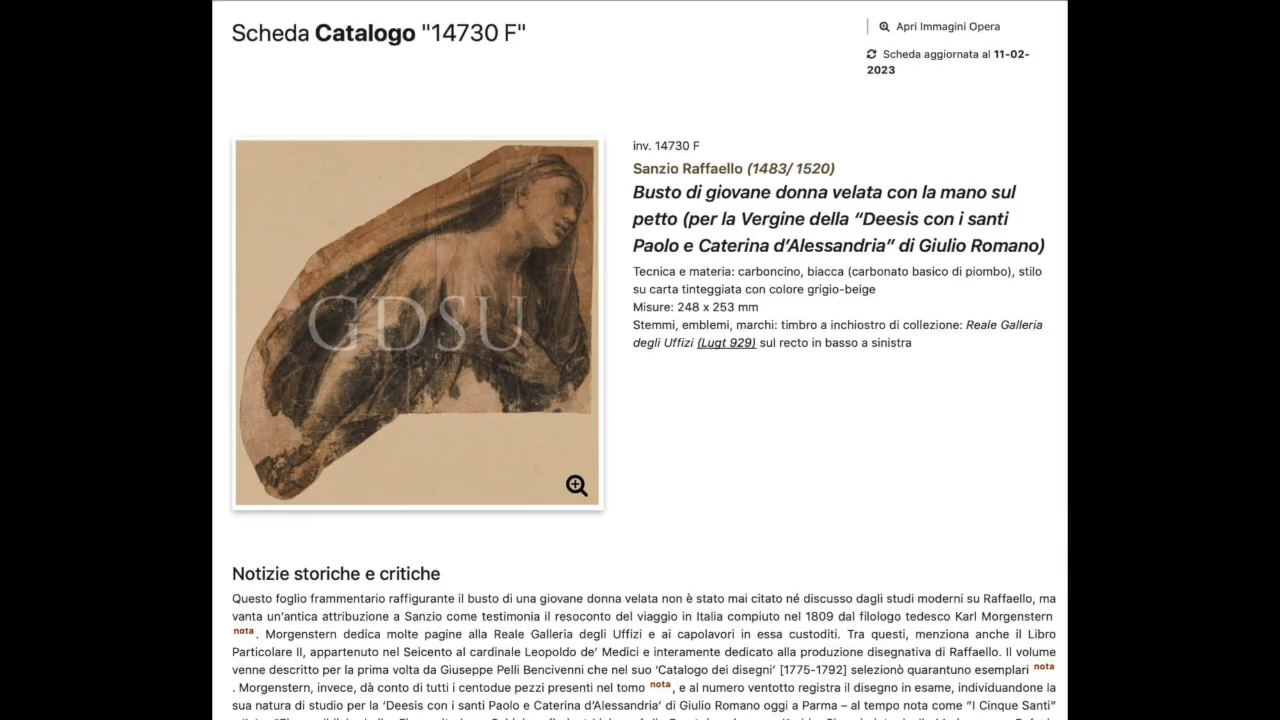 Scheda Catalogo "14730 F"
Apri Immagini Opera
Scheda aggiornata al 11-02-
2023
inv. 14730 F
Sanzio Raffaello (1483/ 1520)
Busto di giovane donna velata con la mano sul
petto (per la Vergine della “Deesis con i santi
Paolo e Caterina d’Alessandria” di Giulio Romano)
Tecnica e materia: carboncino, biacca (carbonato basico di piombo), stilo
su carta tinteggiata con colore grigio-beige
Misure: 248 x 253 mm
Stemmi, emblemi, marchi: timbro a inchiostro di collezione: Reale Galleria
degli Uffizi (Lugt 929) sul recto in basso a sinistra
GDSU
Notizie storiche e critiche
Questo foglio frammentario raffigurante il busto di una giovane donna velata non è stato mai citato né discusso dagli studi moderni su Raffaello, ma
vanta un’antica attribuzione a Sanzio come testimonia il resoconto del viaggio in Italia compiuto nel 1809 dal filologo tedesco Karl Morgenstern
nota. Morgenstern dedica molte pagine alla Reale Galleria degli Uffizi e ai capolavori in essa custoditi. Tra questi, menziona anche il Libro
Particolare II, appartenuto nel Seicento al cardinale Leopoldo de’ Medici e interamente dedicato alla produzione disegnativa di Raffaello. Il volume
venne descritto per la prima volta da Giuseppe Pelli Bencivenni che nel suo ‘Catalogo dei disegni’ [1775-1792] selezionò quarantuno esemplari nota
. Morgenstern, invece, dà conto di tutti i centodue pezzi presenti nel tomo nota, e al numero ventotto registra il disegno in esame, individuandone la
sua natura di studio per la ‘Deesis con i santi Paolo e Caterina d’Alessandria’ di Giulio Romano oggi a Parma – al tempo nota come “I Cinque Santi”